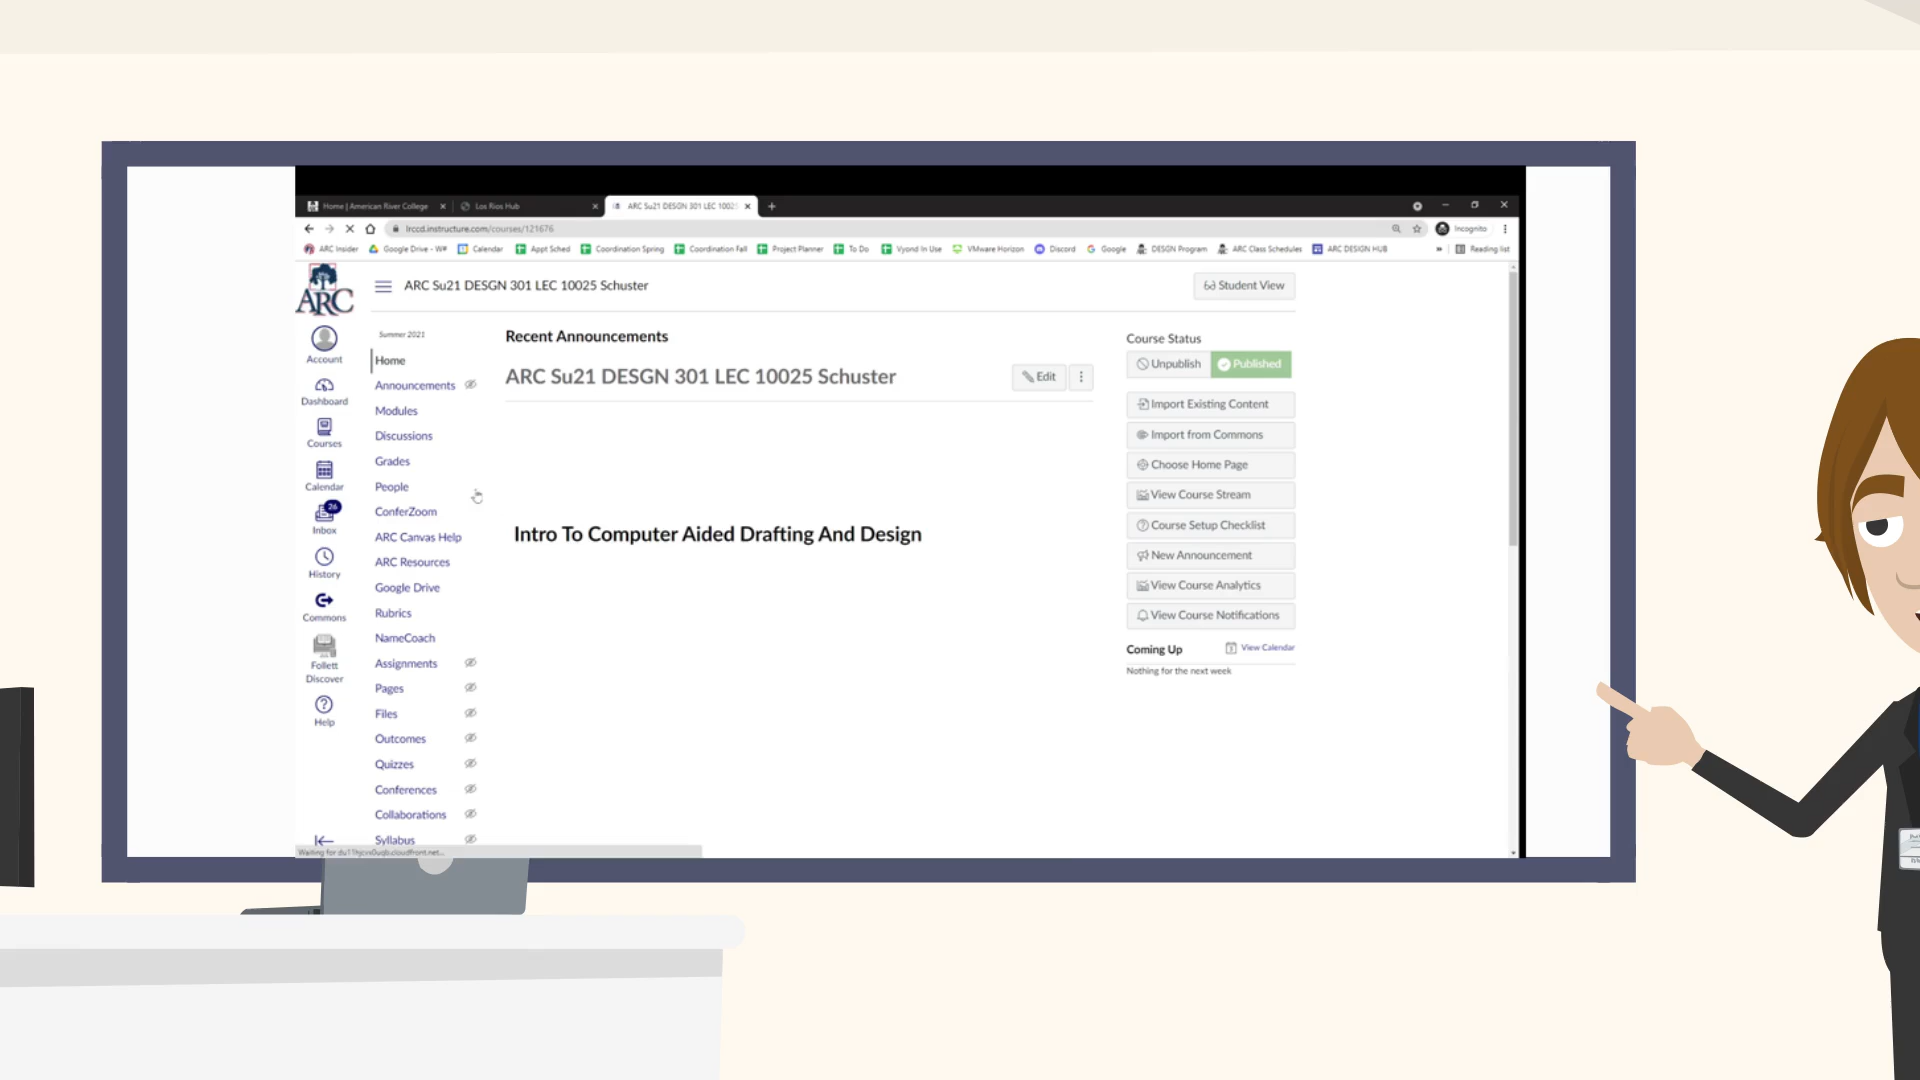 Home | American River College
Los Rios Hub
ARC Su21 DESGN 301 LEC 1002
lrccd.instructure.com/courses/121676
Incognito
ARC Insider
Google Drive - W#
Calendar
Appt Sched
Coordination Spring
Coordination Fall
Project Planner
To Do
Vyond In Use
VMware Horizon
Discord
Google
DESGN Program
ARC Class Schedules
ARC DESIGN HUB
»
Reading list
ARC
ARC Su21 DESGN 301 LEC 10025 Schuster
Student View
Account
Dashboard
Courses
Calendar
26
Inbox
History
Commons
Follett
Discover
Help
Summer 2021
Home
Announcements
Modules
Discussions
Grades
People
ConferZoom
ARC Canvas Help
ARC Resources
Google Drive
Rubrics
NameCoach
Assignments
Pages
Files
Outcomes
Quizzes
Conferences
Collaborations
Syllabus
Recent Announcements
ARC Su21 DESGN 301 LEC 10025 Schuster
Edit
Intro To Computer Aided Drafting And Design
Course Status
Unpublish
Published
Import Existing Content
Import from Commons
Choose Home Page
View Course Stream
Course Setup Checklist
New Announcement
View Course Analytics
View Course Notifications
Coming Up
View Calendar
Nothing for the next week